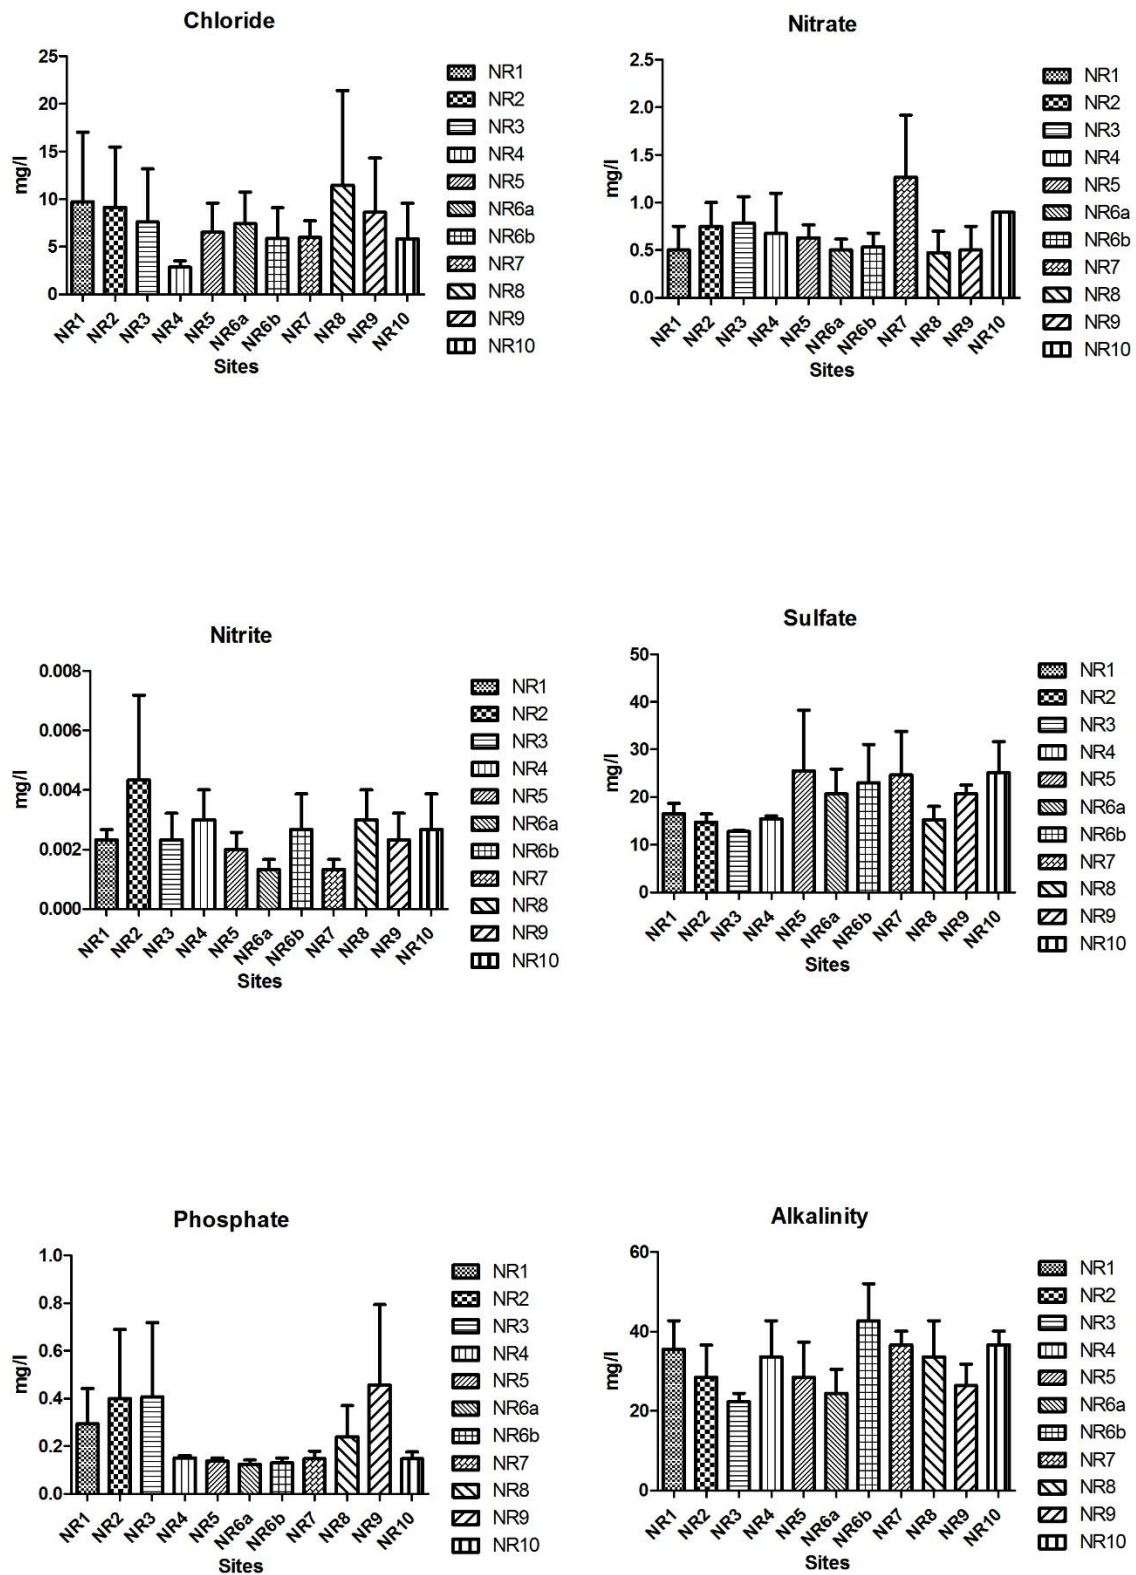 Chloride
25
20
15
10
5
0
mg/l
NR1
NR2
NR3
NR4
NR5
NR6a
NR6b
NR7
NR8
NR9
NR10
Sites
NR1
NR2
NR3
NR4
NR5
NR6a
NR6b
NR7
NR8
NR9
NR10
Nitrate
2.5
2.0
1.5
1.0
0.5
0.0
mg/l
NR1
NR2
NR3
NR4
NR5
NR6a
NR6b
NR7
NR8
NR9
NR10
Sites
NR1
NR2
NR3
NR4
NR5
NR6a
NR6b
NR7
NR8
NR9
NR10
Nitrite
0.008
0.006
0.004
0.002
0.000
mg/l
NR1
NR2
NR3
NR4
NR5
NR6a
NR6b
NR7
NR8
NR9
NR10
Sites
NR1
NR2
NR3
NR4
NR5
NR6a
NR6b
NR7
NR8
NR9
NR10
Sulfate
50
40
30
20
10
0
mg/l
NR1
NR2
NR3
NR4
NR5
NR6a
NR6b
NR7
NR8
NR9
NR10
Sites
NR1
NR2
NR3
NR4
NR5
NR6a
NR6b
NR7
NR8
NR9
NR10
Phosphate
1.0
0.8
0.6
0.4
0.2
0.0
mg/l
NR1
NR2
NR3
NR4
NR5
NR6a
NR6b
NR7
NR8
NR9
NR10
Sites
NR1
NR2
NR3
NR4
NR5
NR6a
NR6b
NR7
NR8
NR9
NR10
Alkalinity
60
40
20
0
mg/l
NR1
NR2
NR3
NR4
NR5
NR6a
NR6b
NR7
NR8
NR9
NR10
Sites
NR1
NR2
NR3
NR4
NR5
NR6a
NR6b
NR7
NR8
NR9
NR10